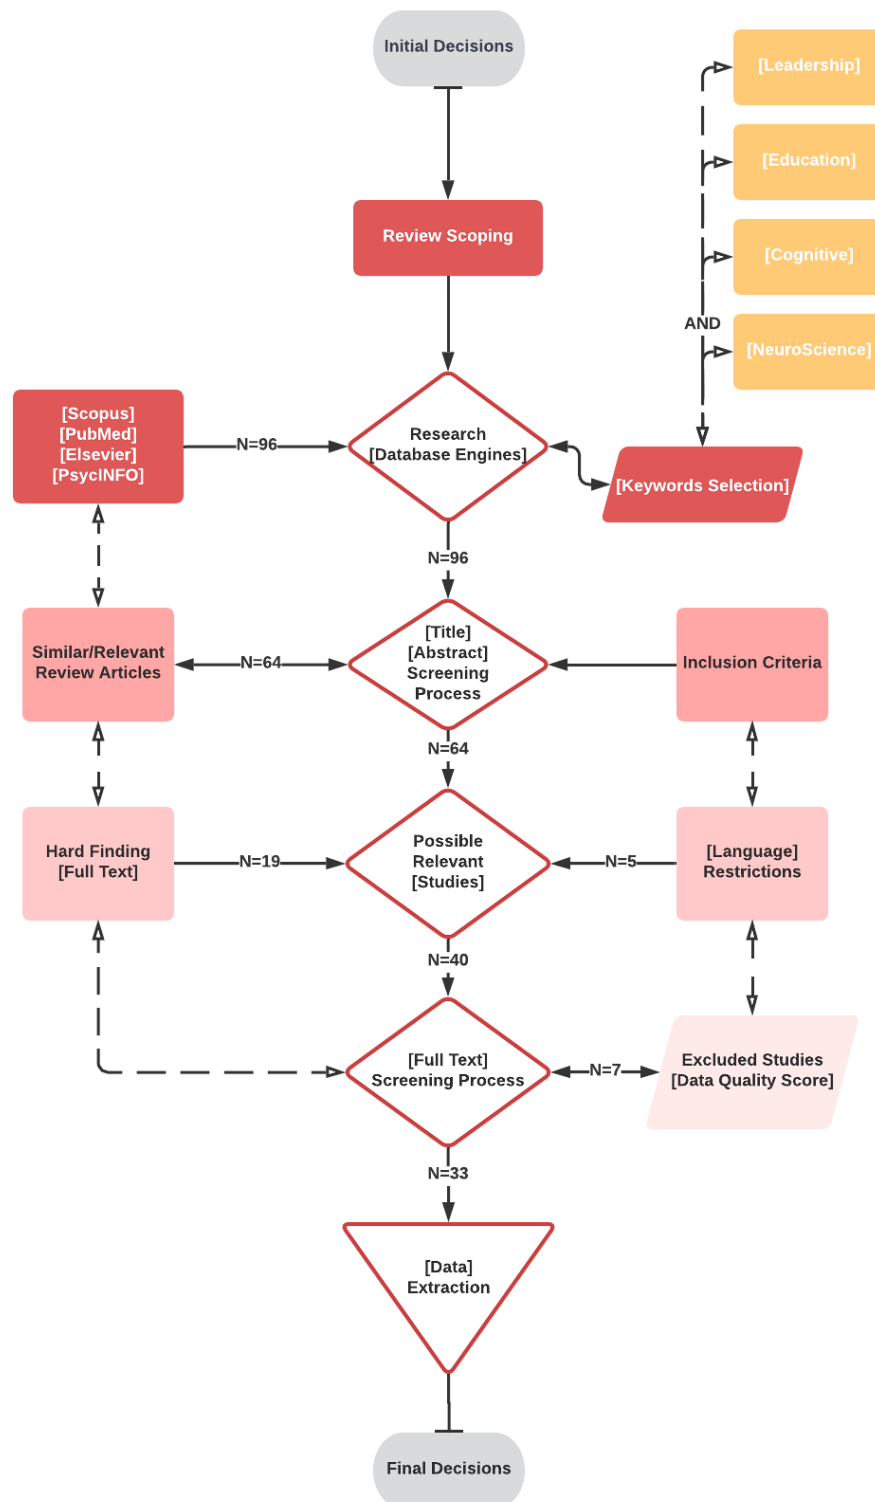 Initial Decisions
[Leadership]
[Education]
Review Scoping
[Cognitive]
AND
[NeuroScience]
[Scopus]
[PubMed]
[Elsevier]
[PsycINFO]
N=96
Research
[Database Engines]
[Keywords Selection]
N=96
Similar/Relevant
Review Articles
N=64
[Title]
[Abstract]
Screening
Process
Inclusion Criteria
N=64
Hard Finding
[Full Text]
N=19
Possible
Relevant
[Studies]
N=5
[Language]
Restrictions
N=40
[Full Text]
Screening Process
N=7
Excluded Studies
[Data Quality Score]
N=33
[Data]
Extraction
Final Decisions